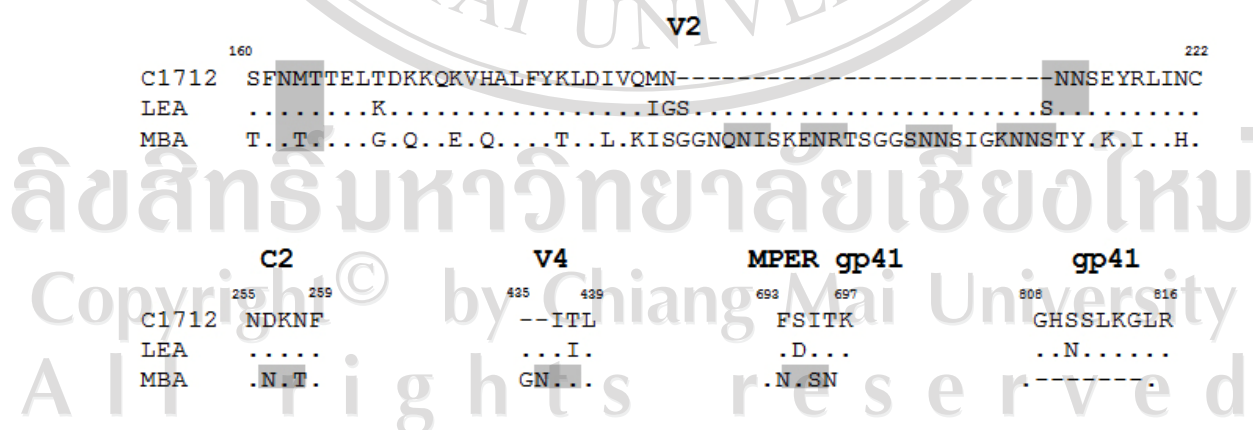 MAI UNIVE
V2
160 222
C1712 SFNMTTELTDKKQKVHALFYKLDIVQMN-------------------------NNSEYRLINC
LEA ........K.................IGS.......................S..........
MBA T..T....G.Q..E.Q....T..L.KISGGNQNISKENRTSGGSNNSIGKNNSTY.K.I..H.
ลิขสิทธิ์มหาวิทยาลัยเชียงใหม่
C2 V4 MPER gp41 gp41
Copyright© by Chiang Mai University
255 259 435 439 693 697 808 816
C1712 NDKNF --ITL FSITK GHSSLKGLR
LEA ..... ...I. .D... ..N......
MBA .N.T. GN... .N.SN .-------.
All rights reserved